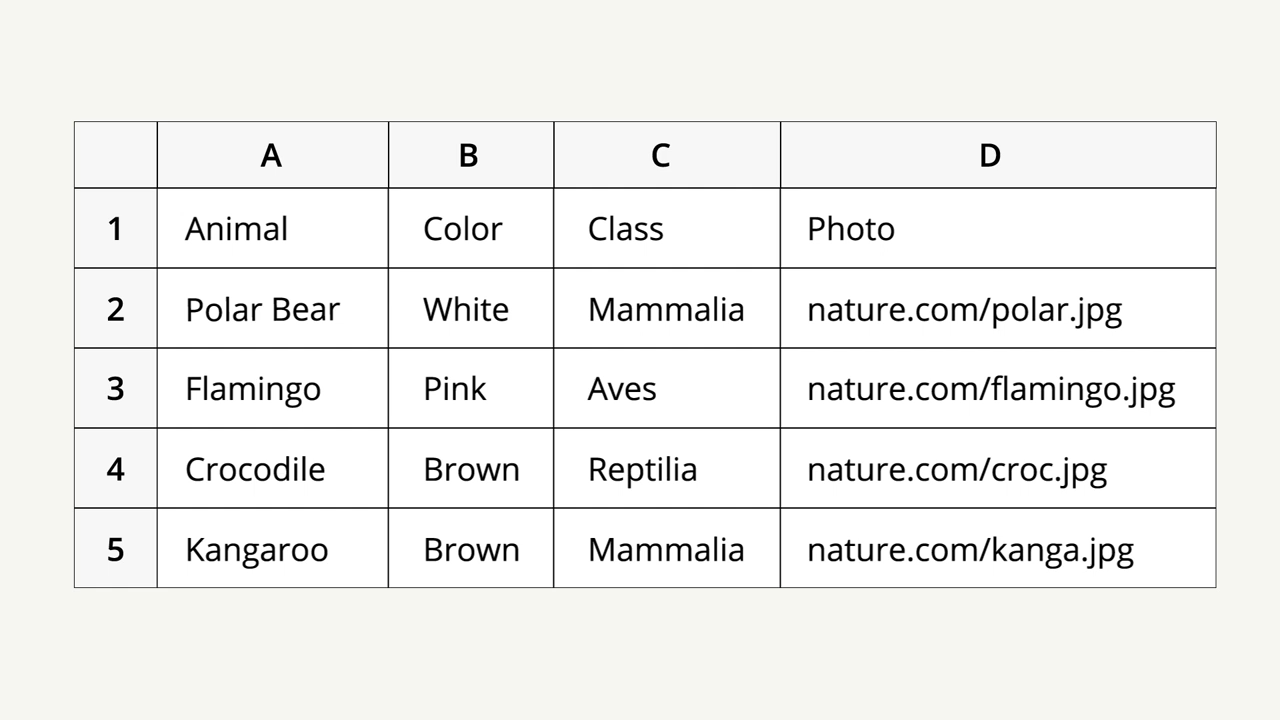 A B C D
1 Animal Color Class Photo
2 Polar Bear White Mammalia nature.com/polar.jpg
3 Flamingo Pink Aves nature.com/flamingo.jpg
4 Crocodile Brown Reptilia nature.com/croc.jpg
5 Kangaroo Brown Mammalia nature.com/kanga.jpg